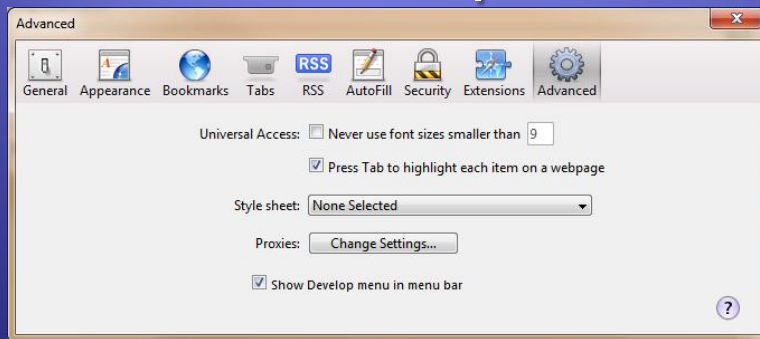 Advanced
RSS
General Appearance Bookmarks Tabs RSS AutoFill Security Extensions Advanced
Universal Access: Never use font sizes smaller than 9
Press Tab to highlight each item on a webpage
Style sheet: None Selected
Proxies: Change Settings...
Show Develop menu in menu bar
?